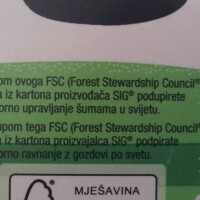 om ovoga FSC (Forest Stewardship Council®
a iz kartona proizvođača SIG® podupirete
orno upravljanje šumama u svijetu.
pom tega FSC (Forest Stewardship Council®
a iz kartona proizvajalca SIG® podpirate
orno ravnanje z gozdovi po svetu.
MJEŠAVINA